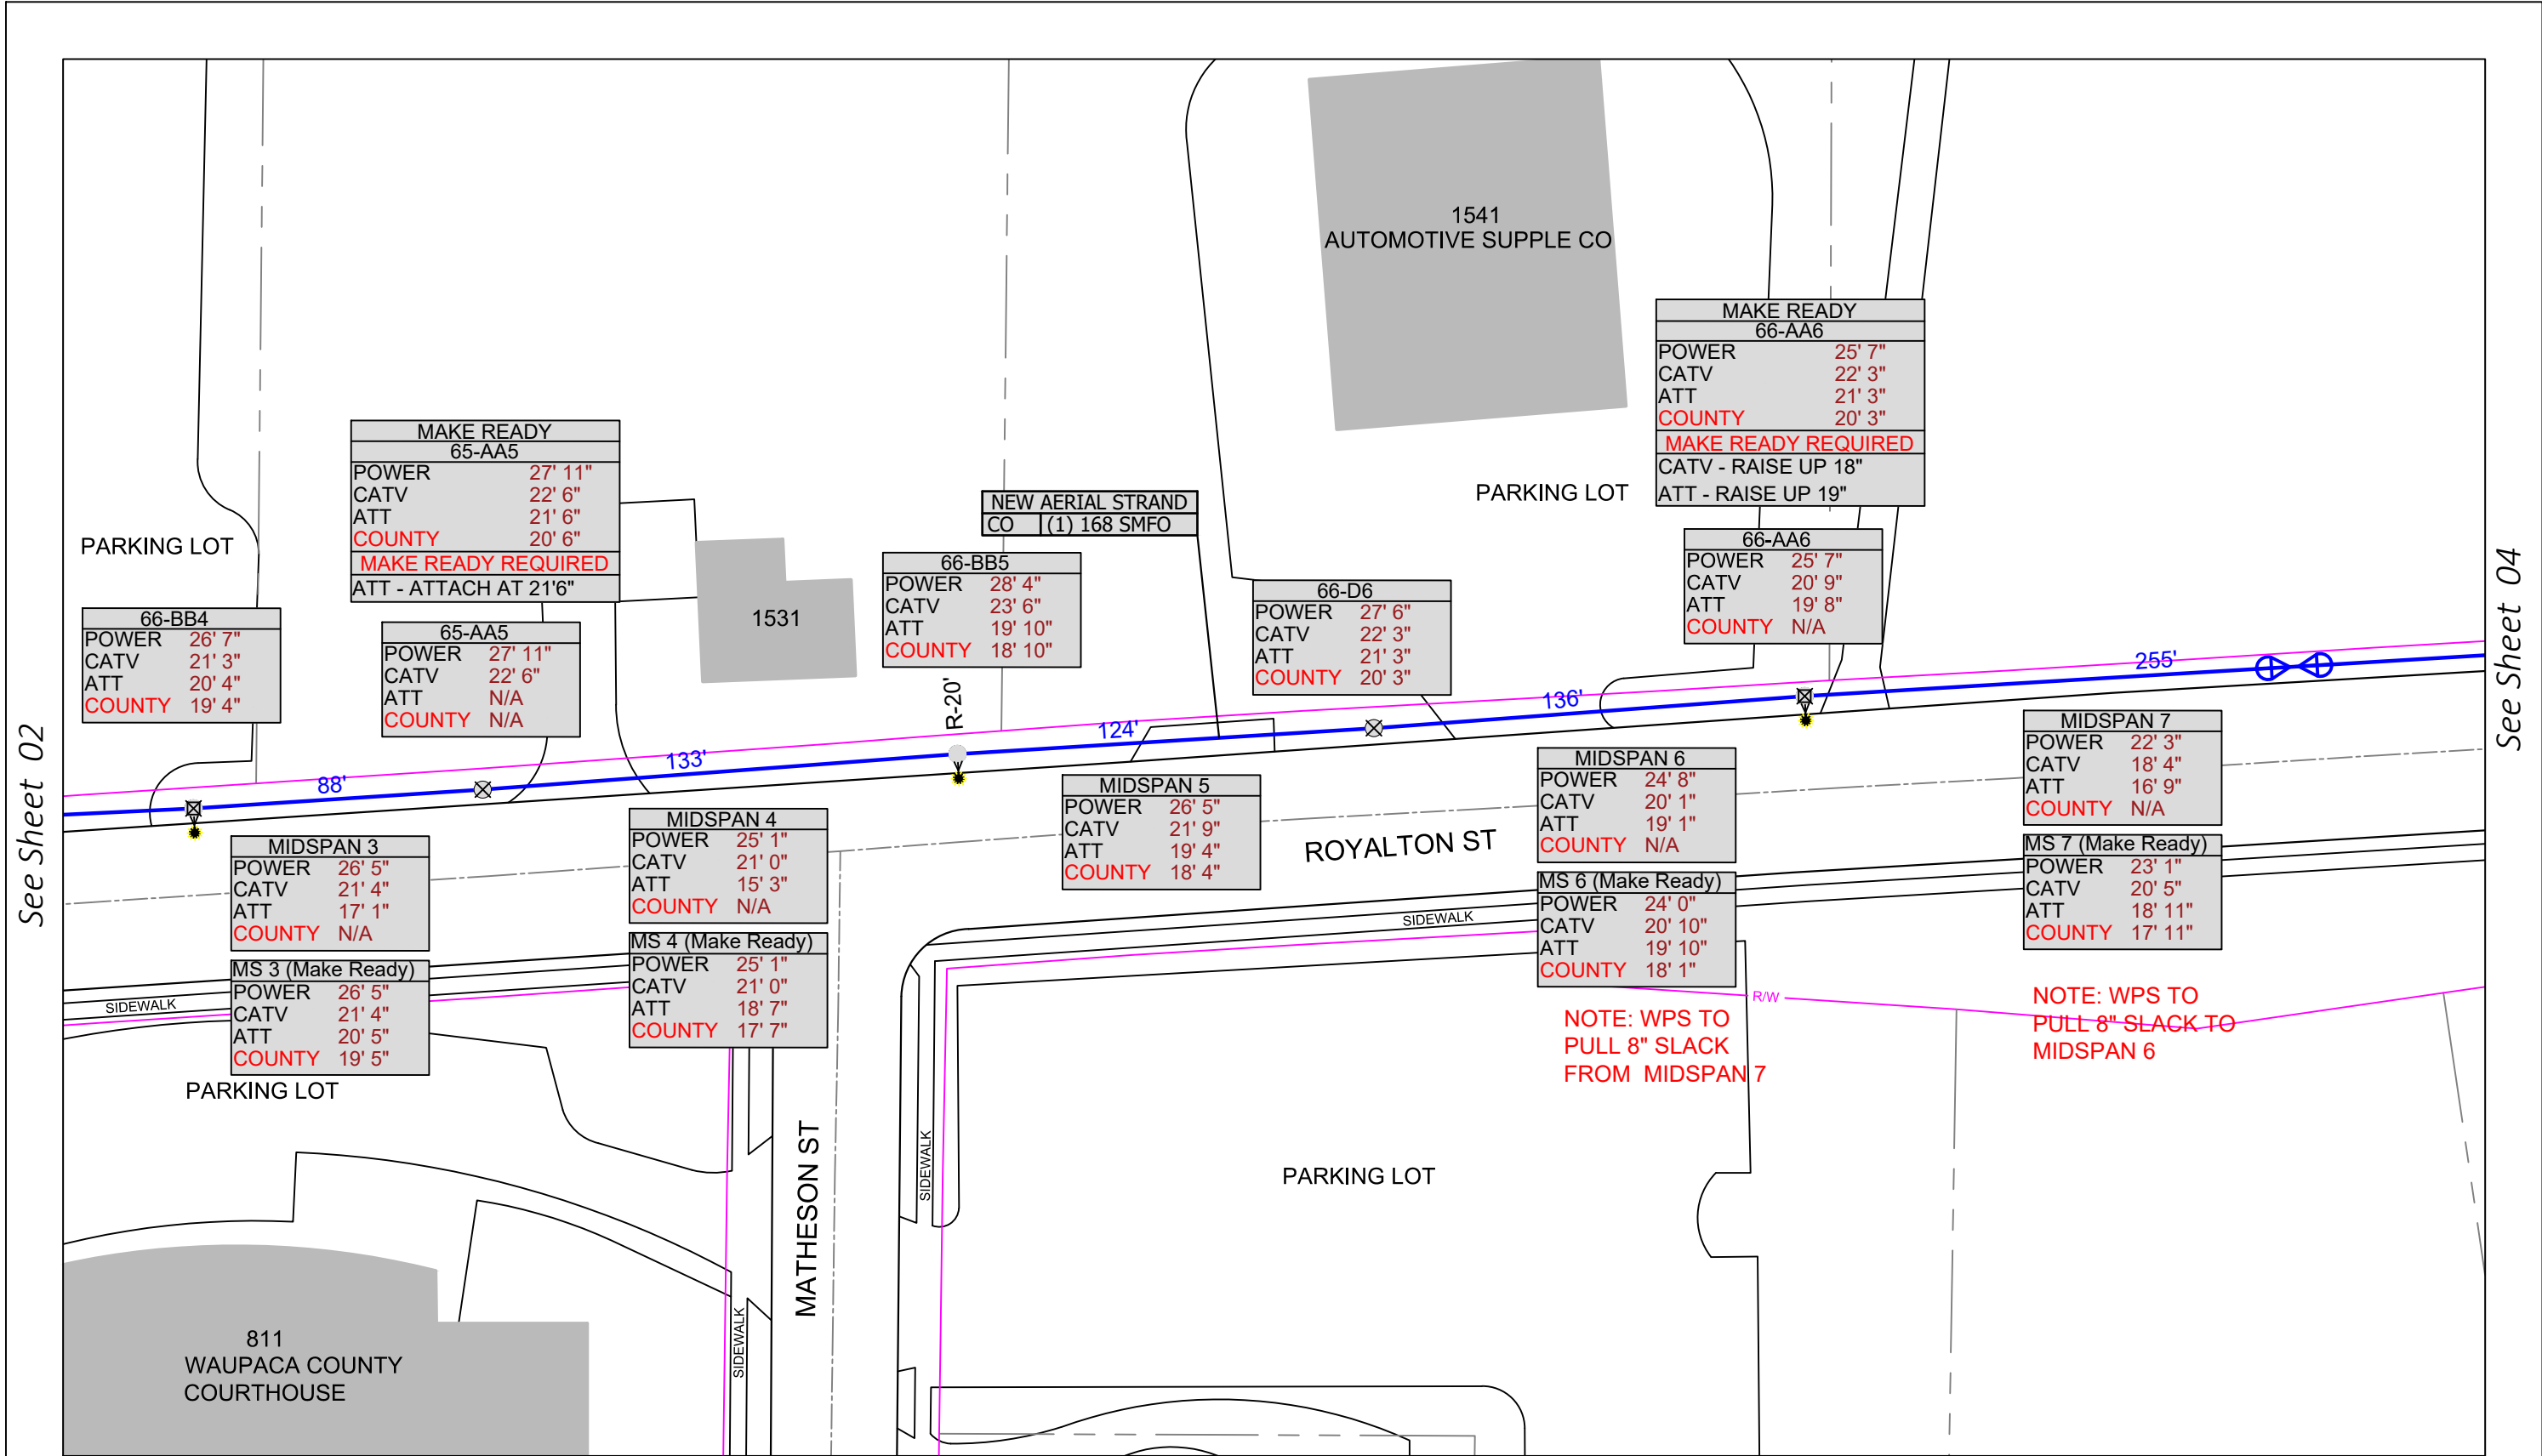 1541
AUTOMOTIVE SUPPLE CO
MAKE READY
66-AA6
POWER 25' 7"
CATV 22' 3"
ATT 21' 3"
COUNTY 20' 3"
MAKE READY REQUIRED
CATV - RAISE UP 18"
ATT - RAISE UP 19"
MAKE READY
65-AA5
POWER 27' 11"
CATV 22' 6"
ATT 21' 6"
COUNTY 20' 6"
MAKE READY REQUIRED
ATT - ATTACH AT 21'6"
PARKING LOT
NEW AERIAL STRAND
CO (1) 168 SMFO
PARKING LOT
66-BB4
POWER 26' 7"
CATV 21' 3"
ATT 20' 4"
COUNTY 19' 4"
65-AA5
POWER 27' 11"
CATV 22' 6"
ATT N/A
COUNTY N/A
1531
66-BB5
POWER 28' 4"
CATV 23' 6"
ATT 19' 10"
COUNTY 18' 10"
66-D6
POWER 27' 6"
CATV 22' 3"
ATT 21' 3"
COUNTY 20' 3"
66-AA6
POWER 25' 7"
CATV 20' 9"
ATT 19' 8"
COUNTY N/A
See Sheet 02
See Sheet 04
88'
133'
R-20'
124'
136'
255'
MIDSPAN 3
POWER 26' 5"
CATV 21' 4"
ATT 17' 1"
COUNTY N/A
MS 3 (Make Ready)
POWER 26' 5"
CATV 21' 4"
ATT 20' 5"
COUNTY 19' 5"
MIDSPAN 4
POWER 25' 1"
CATV 21' 0"
ATT 15' 3"
COUNTY N/A
MS 4 (Make Ready)
POWER 25' 1"
CATV 21' 0"
ATT 18' 7"
COUNTY 17' 7"
MIDSPAN 5
POWER 26' 5"
CATV 21' 9"
ATT 19' 4"
COUNTY 18' 4"
ROYALTON ST
MIDSPAN 6
POWER 24' 8"
CATV 20' 1"
ATT 19' 1"
COUNTY N/A
MS 6 (Make Ready)
POWER 24' 0"
CATV 20' 10"
ATT 19' 10"
COUNTY 18' 1"
MIDSPAN 7
POWER 22' 3"
CATV 18' 4"
ATT 16' 9"
COUNTY N/A
MS 7 (Make Ready)
POWER 23' 1"
CATV 20' 5"
ATT 18' 11"
COUNTY 17' 11"
SIDEWALK
SIDEWALK
R/W
NOTE: WPS TO
PULL 8" SLACK
FROM MIDSPAN 7
NOTE: WPS TO
PULL 8" SLACK TO
MIDSPAN 6
PARKING LOT
MATHESON ST
SIDEWALK
PARKING LOT
SIDEWALK
811
WAUPACA COUNTY
COURTHOUSE